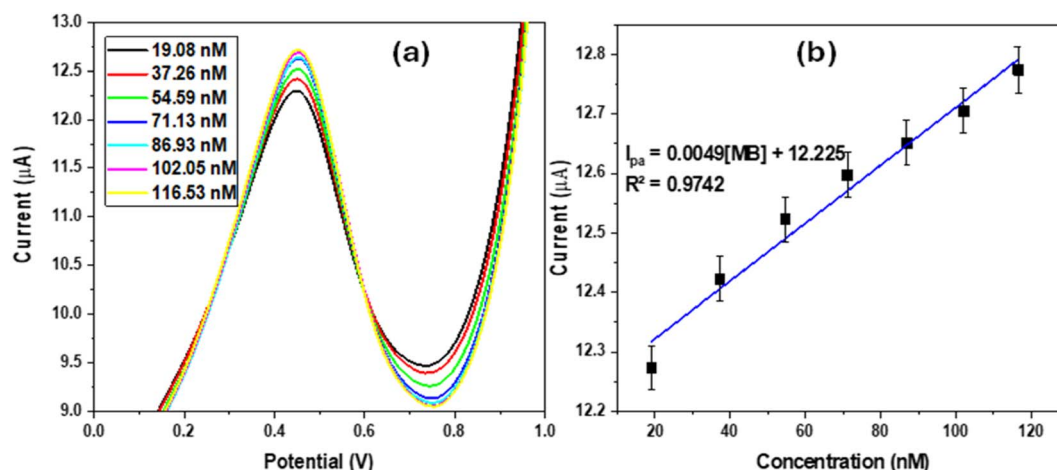 (a)
19.08 nM
37.26 nM
54.59 nM
71.13 nM
86.93 nM
102.05 nM
116.53 nM
13.0
12.5
12.0
11.5
11.0
10.5
10.0
9.5
9.0
Current (µA)
0.0 0.2 0.4 0.6 0.8 1.0
Potential (V)
(b)
Ipa = 0.0049[MB] + 12.225
R² = 0.9742
12.8
12.7
12.6
12.5
12.4
12.3
12.2
Current (µA)
20 40 60 80 100 120
Concentration (nM)